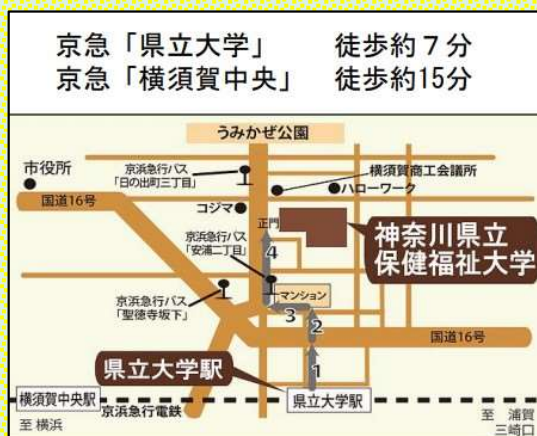 京急「県立大学」　　徒歩約７分
京急「横須賀中央」　徒歩約15分
うみかぜ公園
市役所
京浜急行バス
「日の出町三丁目」
横須賀商工会議所
ハローワーク
国道16号
コジマ
正門
京浜急行バス
「安浦二丁目」
4
神奈川県立
保健福祉大学
マンション
京浜急行バス
「聖徳寺坂下」
3
2
国道16号
県立大学駅
1
横須賀中央駅
京浜急行電鉄
県立大学駅
至 横浜
至 浦賀
三崎口